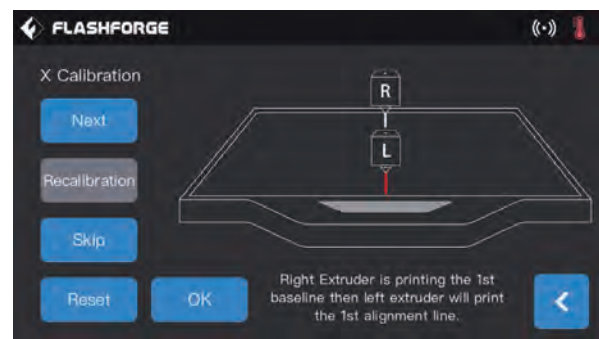 FLASHFORGE
X Calibration
Next
Recalibration
Skip
Reset
OK
R
L
Right Extruder is printing the 1st
baseline then left extruder will print
the 1st alignment line.